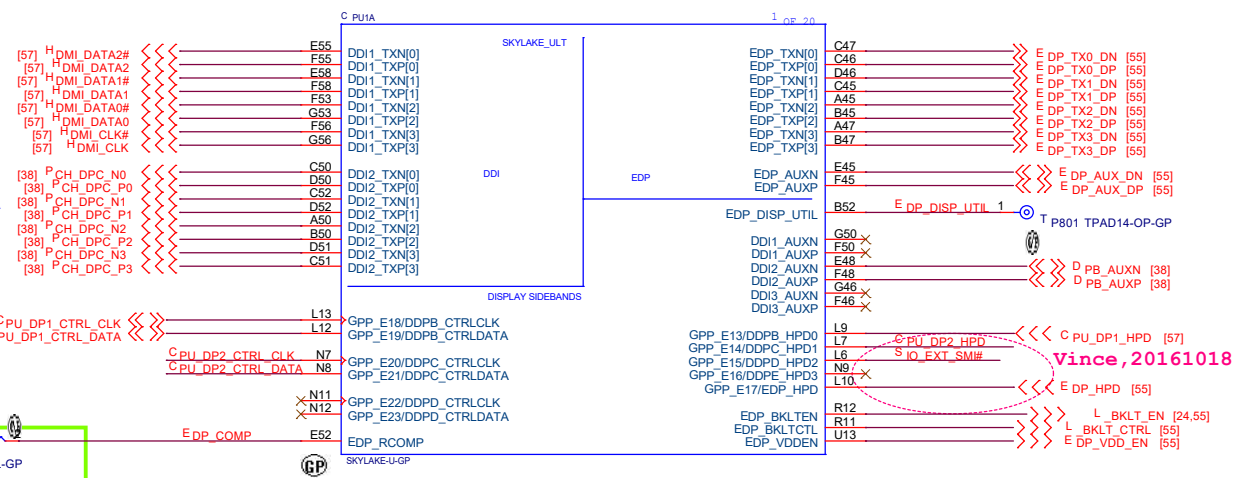 CPU1A
1 OF 20
SKYLAKE_ULT
[57] HDMI_DATA2# E55 DDI1_TXN[0]
[57] HDMI_DATA2 F55 DDI1_TXP[0]
[57] HDMI_DATA1# E58 DDI1_TXN[1]
[57] HDMI_DATA1 F58 DDI1_TXP[1]
[57] HDMI_DATA0# F53 DDI1_TXN[2]
[57] HDMI_DATA0 G53 DDI1_TXP[2]
[57] HDMI_CLK# F56 DDI1_TXN[3]
[57] HDMI_CLK G56 DDI1_TXP[3]
[38] PCH_DPC_N0 C50 DDI2_TXN[0]
[38] PCH_DPC_P0 D50 DDI2_TXP[0]
[38] PCH_DPC_N1 C52 DDI2_TXN[1]
[38] PCH_DPC_P1 D52 DDI2_TXP[1]
[38] PCH_DPC_N2 A50 DDI2_TXN[2]
[38] PCH_DPC_P2 B50 DDI2_TXP[2]
[38] PCH_DPC_N3 D51 DDI2_TXN[3]
[38] PCH_DPC_P3 C51 DDI2_TXP[3]
DDI
EDP
DISPLAY SIDEBANDS
CPU_DP1_CTRL_CLK L13 GPP_E18/DDPB_CTRLCLK
PU_DP1_CTRL_DATA L12 GPP_E19/DDPB_CTRLDATA
CPU_DP2_CTRL_CLK N7 GPP_E20/DDPC_CTRLCLK
CPU_DP2_CTRL_DATA N8 GPP_E21/DDPC_CTRLDATA
N11 GPP_E22/DDPD_CTRLCLK
N12 GPP_E23/DDPD_CTRLDATA
EDP_COMP E52 EDP_RCOMP
-GP
GP
SKYLAKE-U-GP
EDP_TXN[0] C47 EDP_TX0_DN [55]
EDP_TXP[0] C46 EDP_TX0_DP [55]
EDP_TXN[1] D46 EDP_TX1_DN [55]
EDP_TXP[1] C45 EDP_TX1_DP [55]
EDP_TXN[2] A45 EDP_TX2_DN [55]
EDP_TXP[2] B45 EDP_TX2_DP [55]
EDP_TXN[3] A47 EDP_TX3_DN [55]
EDP_TXP[3] B47 EDP_TX3_DP [55]
EDP_AUXN E45 EDP_AUX_DN [55]
EDP_AUXP F45 EDP_AUX_DP [55]
EDP_DISP_UTIL B52 EDP_DISP_UTIL 1 TP801 TPAD14-OP-GP
DDI1_AUXN G50
DDI1_AUXP F50
DDI2_AUXN E48 DPB_AUXN [38]
DDI2_AUXP F48 DPB_AUXP [38]
DDI3_AUXN G46
DDI3_AUXP F46
GPP_E13/DDPB_HPD0 L9 CPU_DP1_HPD [57]
GPP_E14/DDPC_HPD1 L7 CPU_DP2_HPD
GPP_E15/DDPD_HPD2 L6 SIO_EXT_SMI#
GPP_E16/DDPE_HPD3 N9
GPP_E17/EDP_HPD L10 EDP_HPD [55]
Vince,20161018
EDP_BKLTEN R12 L_BKLT_EN [24,55]
EDP_BKLTCTL R11 L_BKLT_CTRL [55]
EDP_VDDEN U13 EDP_VDD_EN [55]